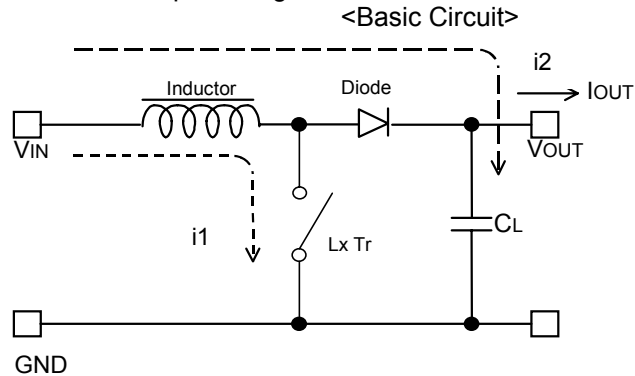 <Basic Circuit>
i2
Inductor
Diode
IOUT
VIN
VOUT
i1
Lx Tr
CL
GND